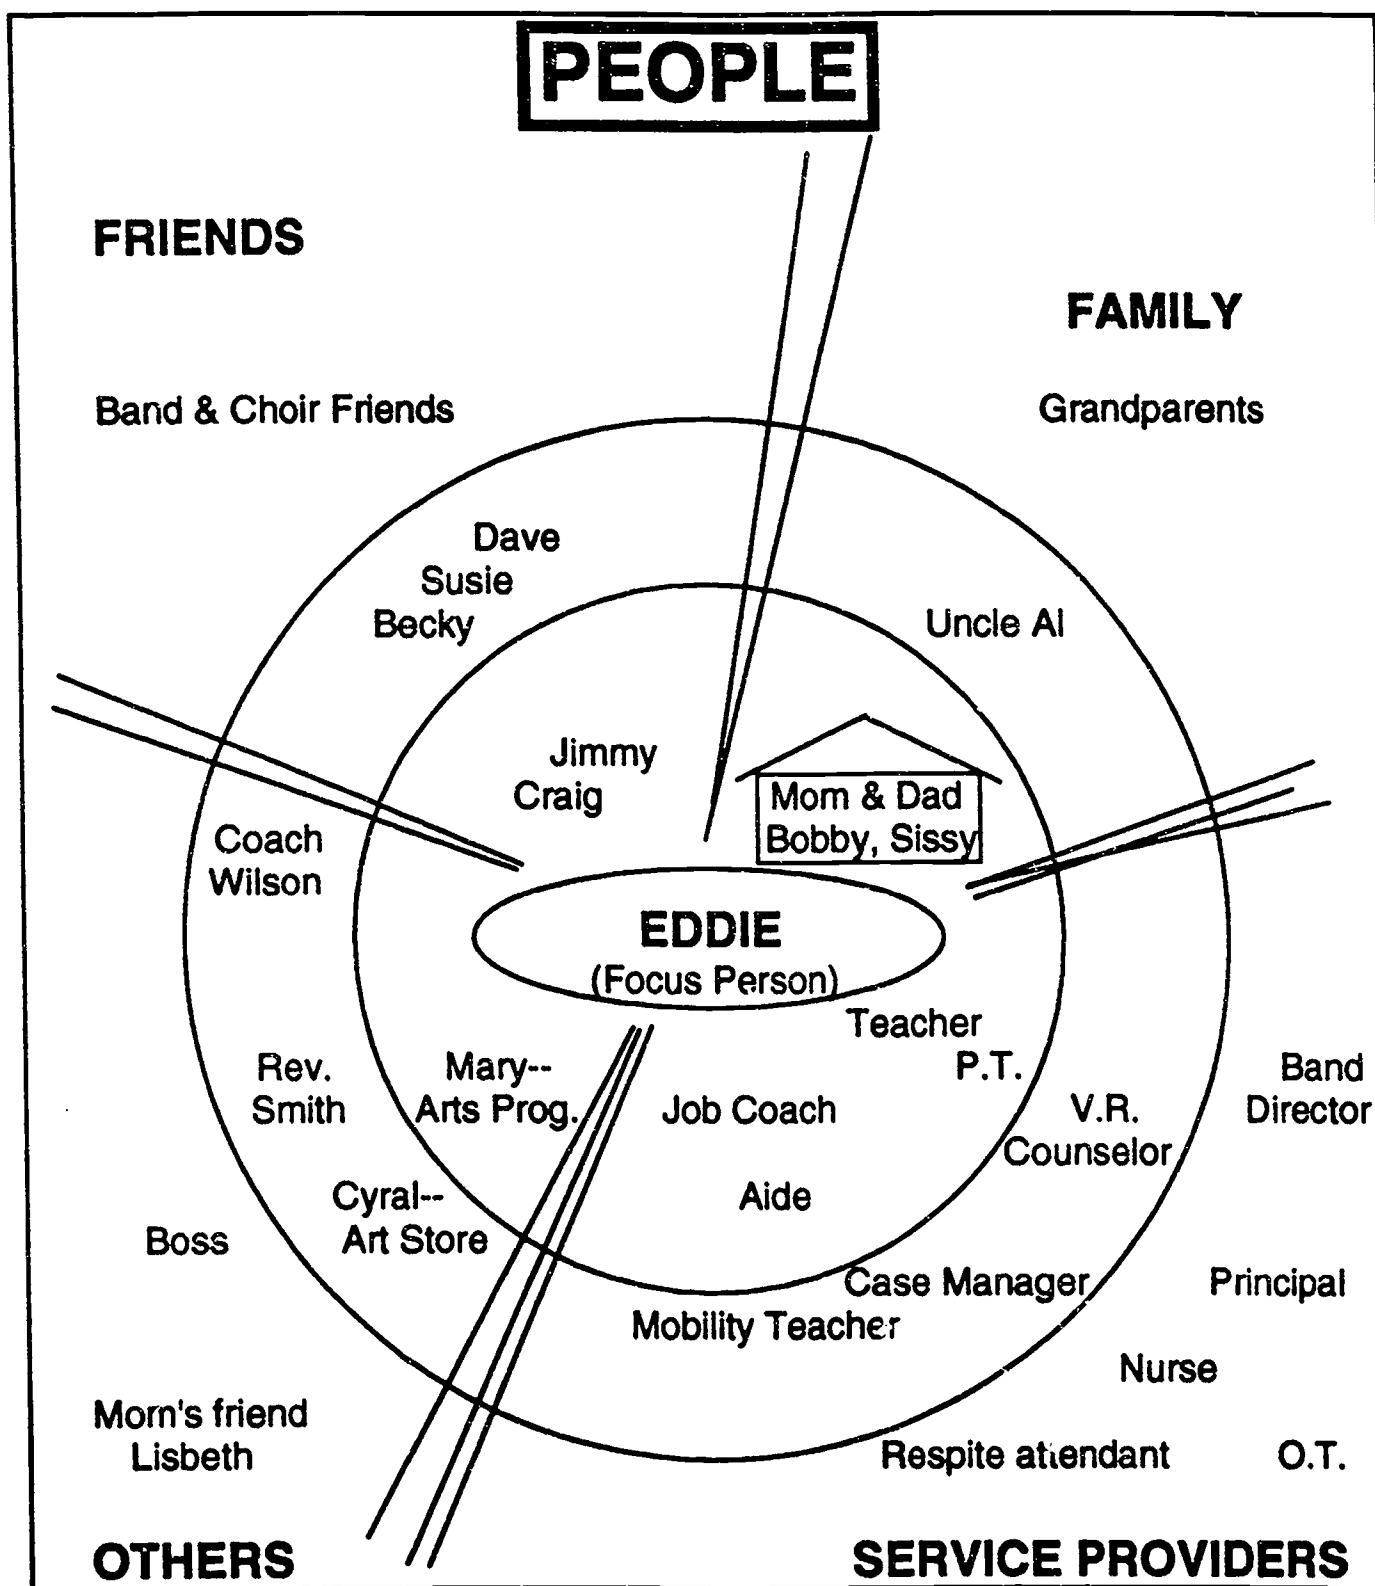 PEOPLE
FRIENDS
FAMILY
Band & Choir Friends
Grandparents
Dave
Susie
Becky
Uncle Al
Jimmy
Craig
Mom & Dad
Bobby, Sissy
Coach
Wilson
EDDIE
(Focus Person)
Teacher
P.T.
Rev.
Smith
Mary--
Arts Prog.
Job Coach
V.R.
Counselor
Band
Director
Cyral--
Art Store
Aide
Boss
Case Manager
Principal
Mobility Teacher
Nurse
Mom's friend
Lisbeth
Respite attendant
O.T.
OTHERS
SERVICE PROVIDERS